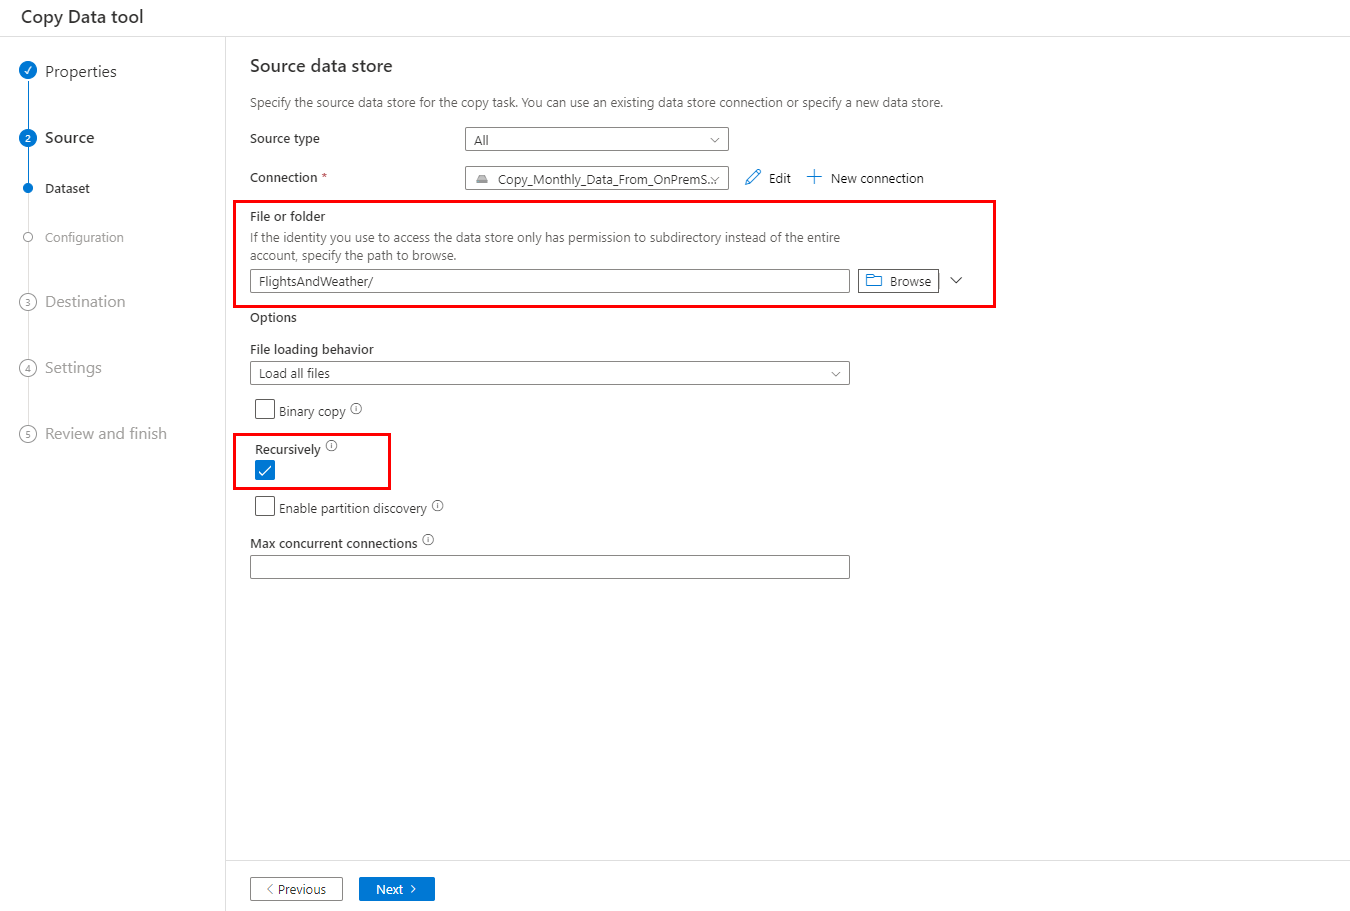 Copy Data tool
Properties
2 Source
Dataset
Configuration
3 Destination
4 Settings
5 Review and finish
Source data store
Specify the source data store for the copy task. You can use an existing data store connection or specify a new data store.
Source type All
Connection * Copy_Monthly_Data_From_OnPremS... Edit New connection
File or folder
If the identity you use to access the data store only has permission to subdirectory instead of the entire
account, specify the path to browse.
FlightsAndWeather/ Browse
Options
File loading behavior
Load all files
Binary copy
Recursively
Enable partition discovery
Max concurrent connections
Previous Next